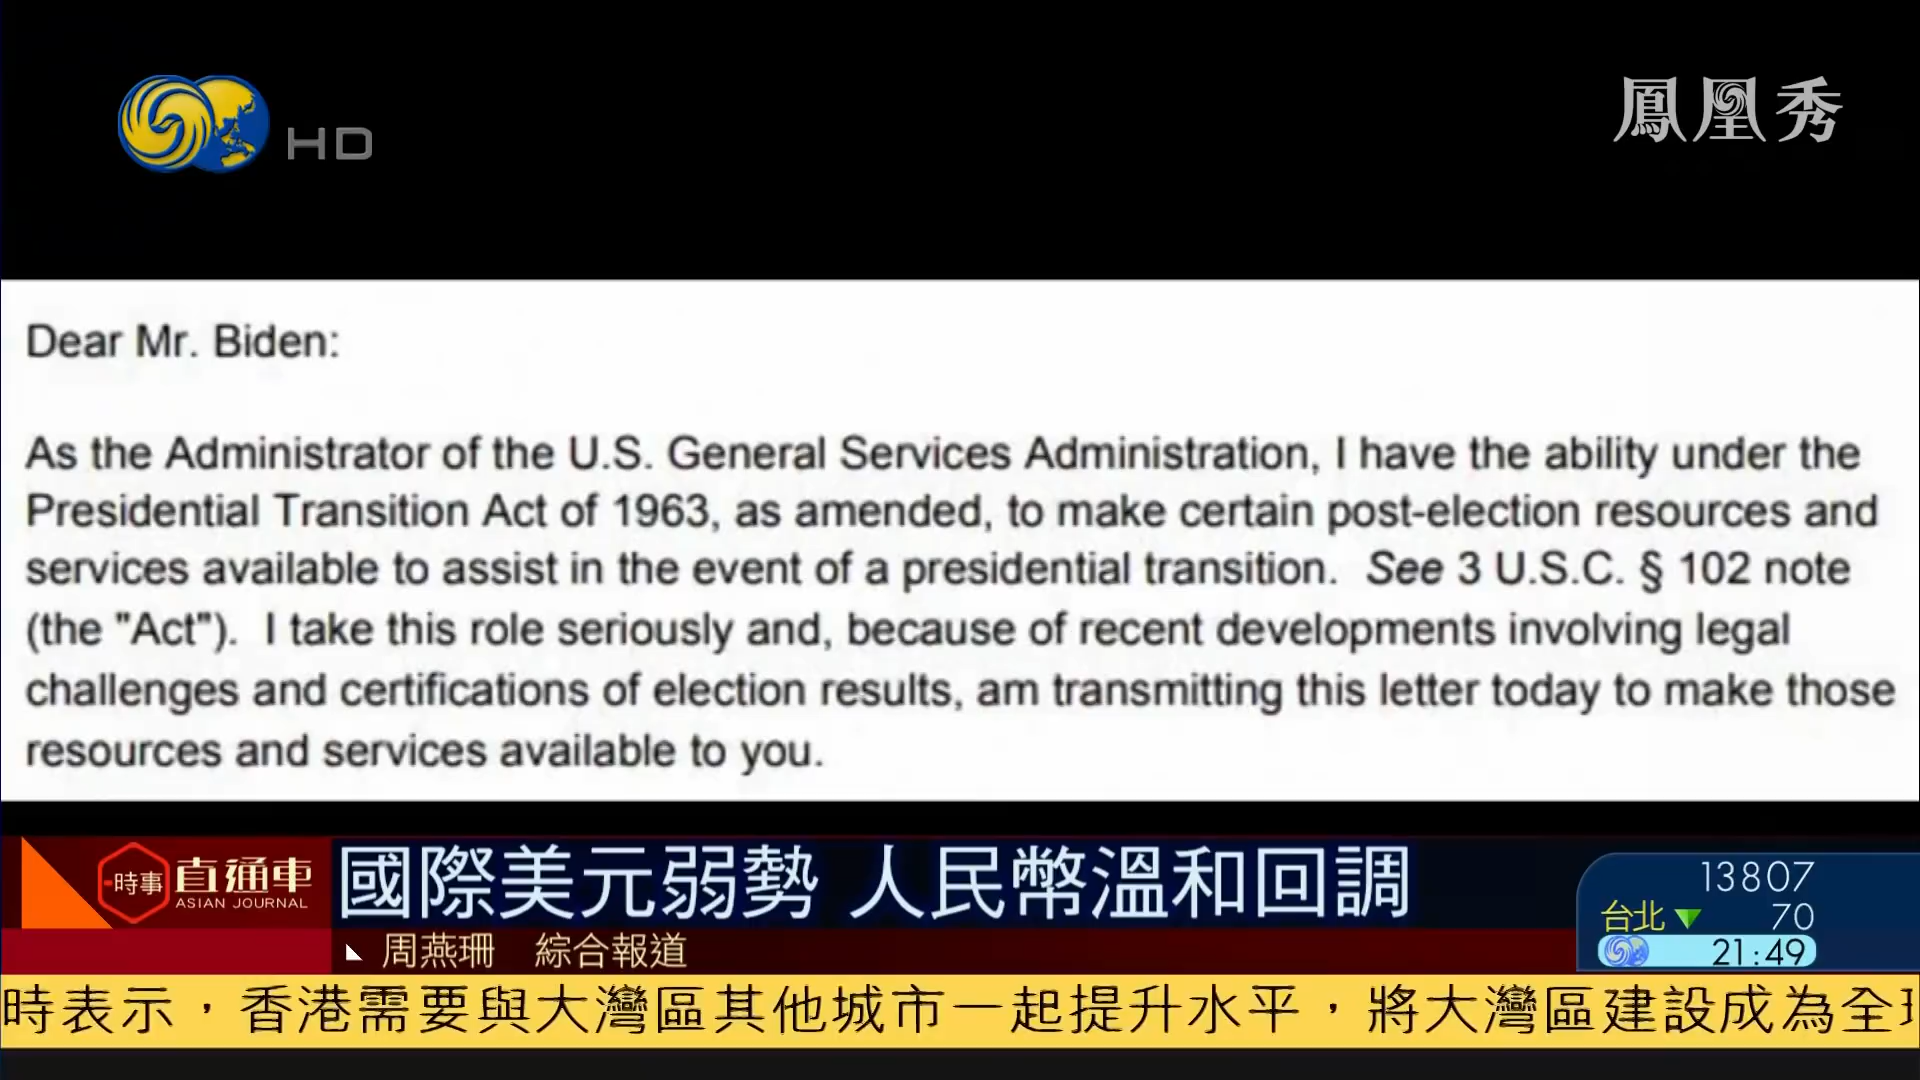 HD
鳳凰秀
Dear Mr. Biden:
As the Administrator of the U.S. General Services Administration, I have the ability under the
Presidential Transition Act of 1963, as amended, to make certain post-election resources and
services available to assist in the event of a presidential transition.  See 3 U.S.C. § 102 note
(the "Act").  I take this role seriously and, because of recent developments involving legal
challenges and certifications of election results, am transmitting this letter today to make those
resources and services available to you.
時事 直通車
ASIAN JOURNAL
國際美元弱勢 人民幣溫和回調
周燕珊 綜合報道
13807
台北 ▼ 70
21:49
時表示，香港需要與大灣區其他城市一起提升水平，將大灣區建設成為全